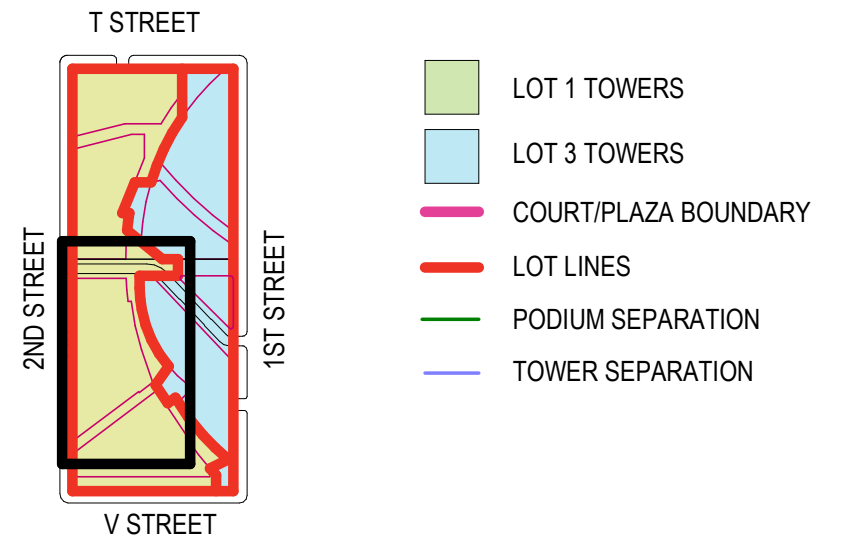 T STREET
2ND STREET
1ST STREET
V STREET
LOT 1 TOWERS
LOT 3 TOWERS
COURT/PLAZA BOUNDARY
LOT LINES
PODIUM SEPARATION
TOWER SEPARATION